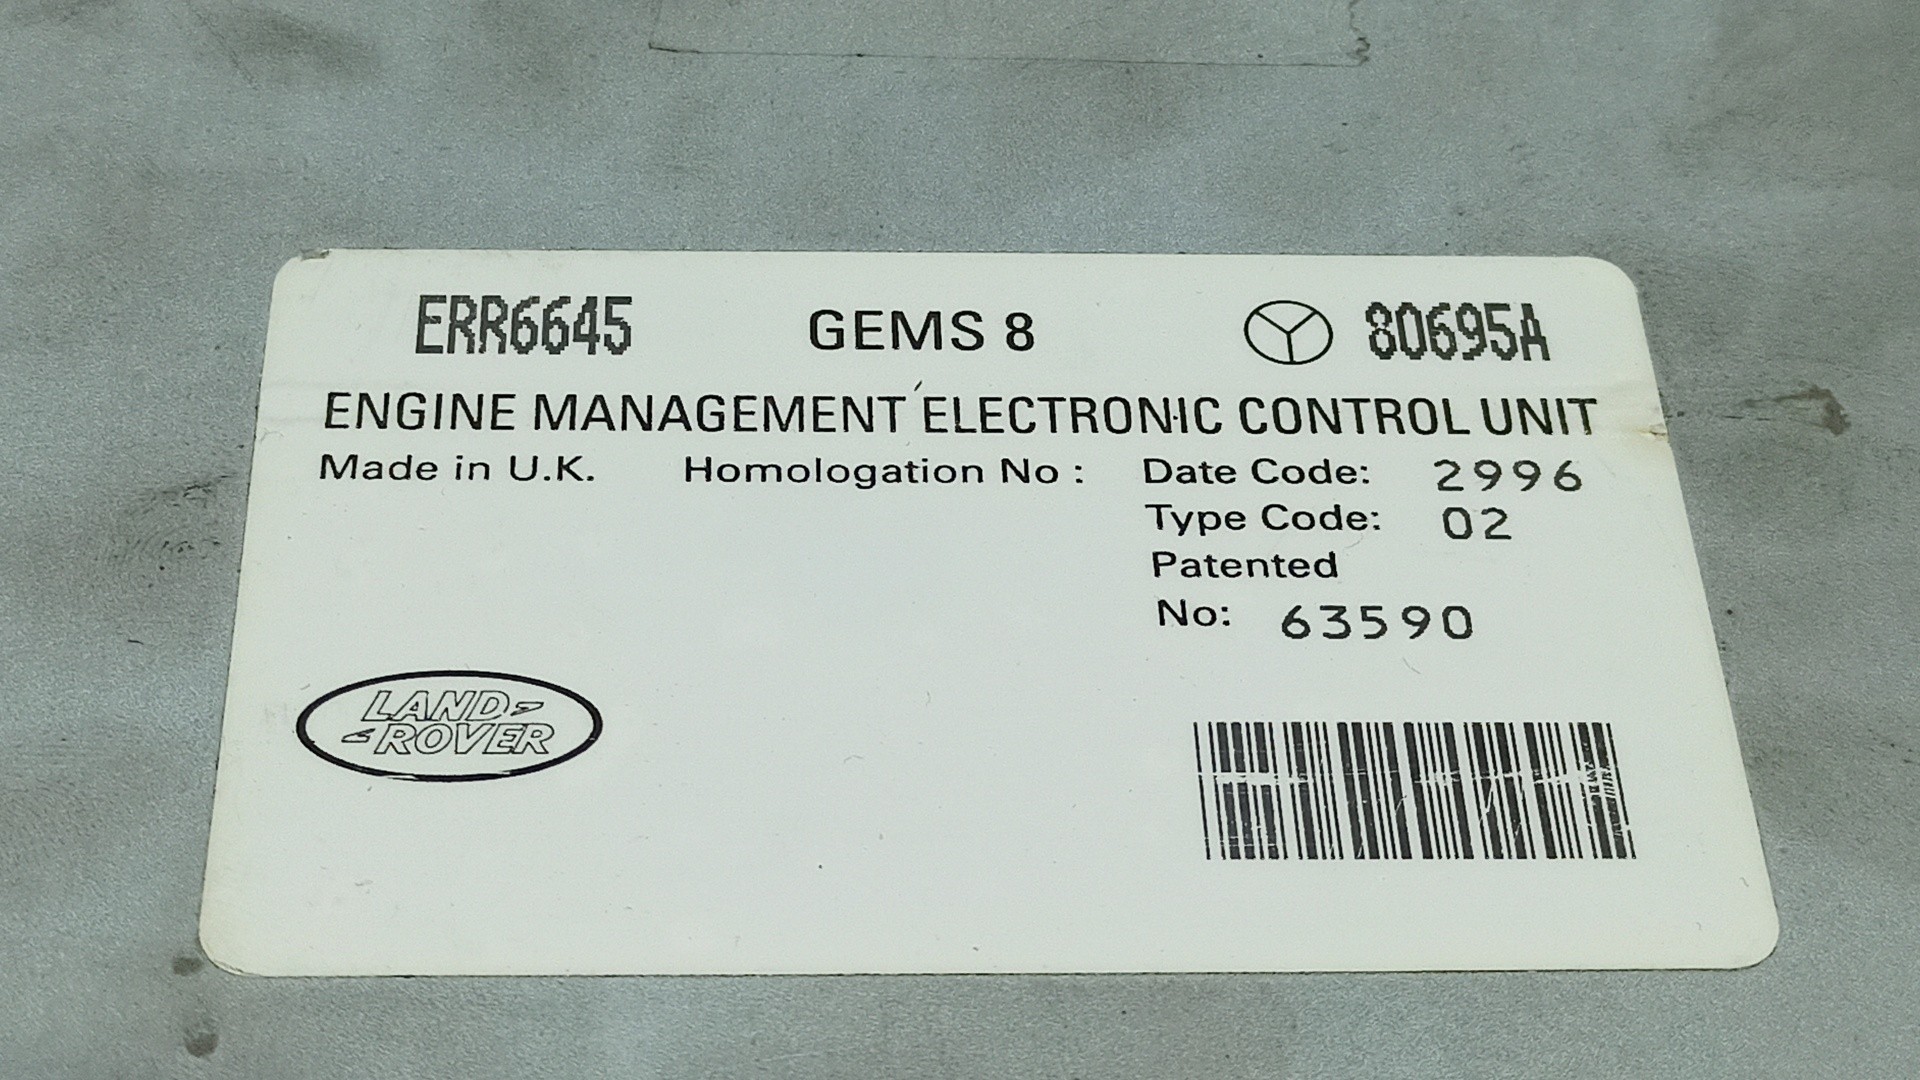 ERR6645 GEMS 8 80695A
ENGINE MANAGEMENT ELECTRONIC CONTROL UNIT
Made in U.K. Homologation No : Date Code: 2996
Type Code: 02
Patented
No: 63590
LAND
ROVER